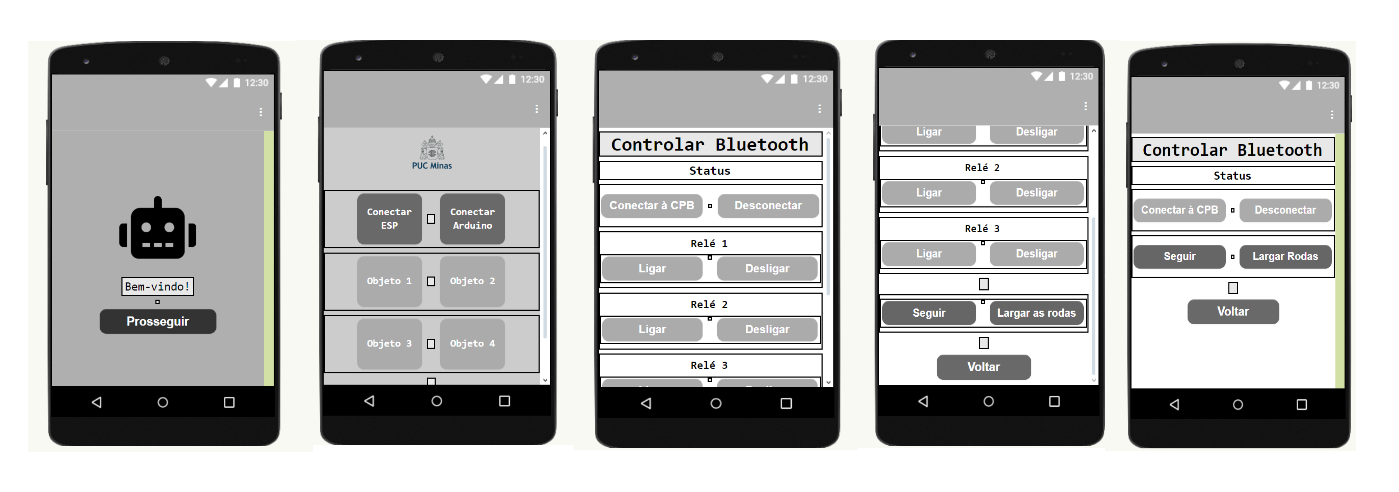 12:30
Bem-vindo!
Prosseguir
12:30
PUC Minas
Conectar ESP
Conectar Arduino
Objeto 1
Objeto 2
Objeto 3
Objeto 4
12:30
Controlar Bluetooth
Status
Conectar à CPB
Desconectar
Relé 1
Ligar
Desligar
Relé 2
Ligar
Desligar
Relé 3
12:30
Ligar
Desligar
Relé 2
Ligar
Desligar
Relé 3
Ligar
Desligar
Seguir
Largar as rodas
Voltar
12:30
Controlar Bluetooth
Status
Conectar à CPB
Desconectar
Seguir
Largar Rodas
Voltar